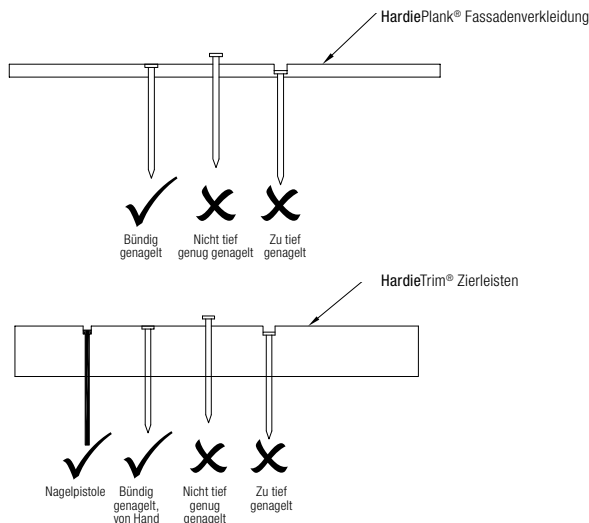 HardiePlank® Fassadenverkleidung
Bündig
genagelt
Nicht tief
genug genagelt
Zu tief
genagelt
HardieTrim® Zierleisten
Nagelpistole
Bündig
genagelt,
von Hand
Nicht tief
genug
genagelt
Zu tief
genagelt